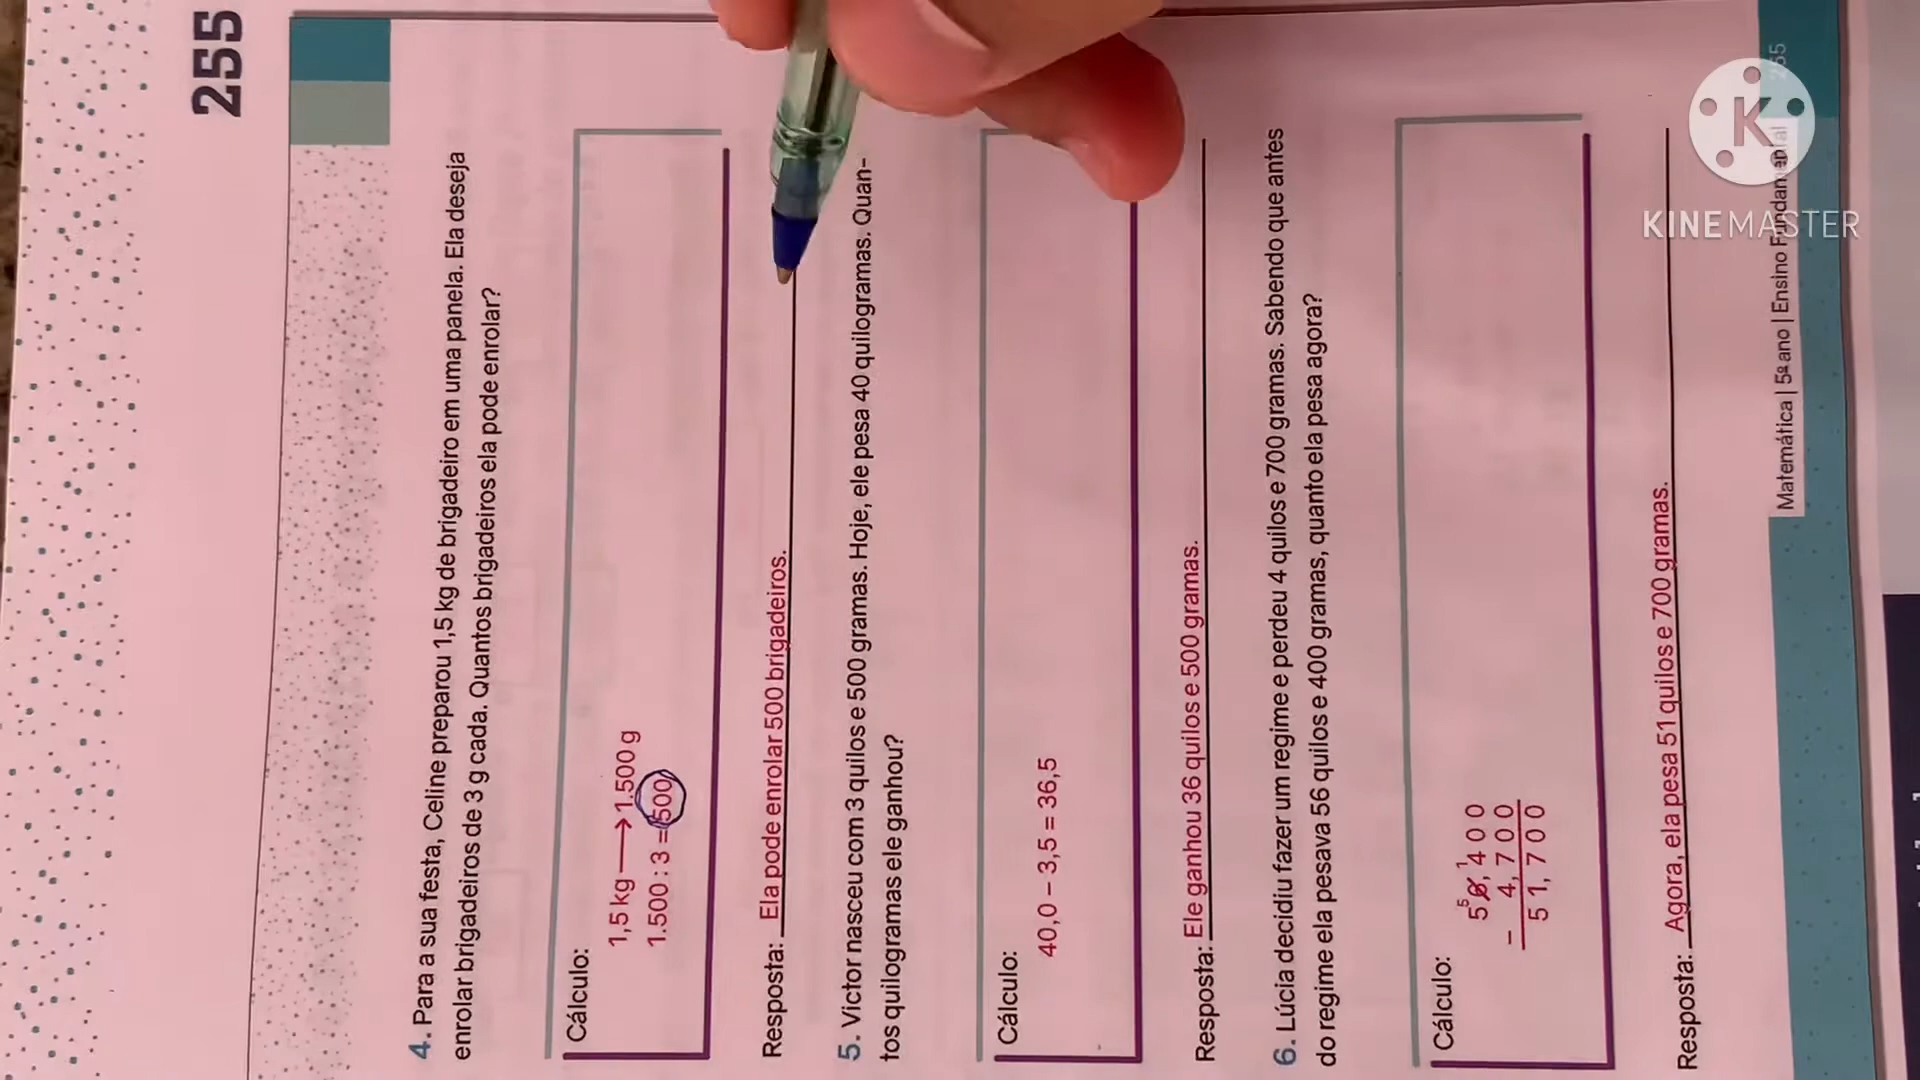 255
4. Para a sua festa, Celine preparou 1,5 kg de brigadeiro em uma panela. Ela deseja
enrolar brigadeiros de 3 g cada. Quantos brigadeiros ela pode enrolar?
Cálculo:
1,5 kg → 1.500 g
1.500 : 3 = 500
Resposta: Ela pode enrolar 500 brigadeiros.
5. Victor nasceu com 3 quilos e 500 gramas. Hoje, ele pesa 40 quilogramas. Quan-
tos quilogramas ele ganhou?
Cálculo:
40,0 – 3,5 = 36,5
Resposta: Ele ganhou 36 quilos e 500 gramas.
6. Lúcia decidiu fazer um regime e perdeu 4 quilos e 700 gramas. Sabendo que antes
do regime ela pesava 56 quilos e 400 gramas, quanto ela pesa agora?
Cálculo:
5 1
56,400
– 4,700
51,700
Resposta: Agora, ela pesa 51 quilos e 700 gramas.
Matemática | 5ª ano | Ensino Fundamental 255
K
KINEMASTER